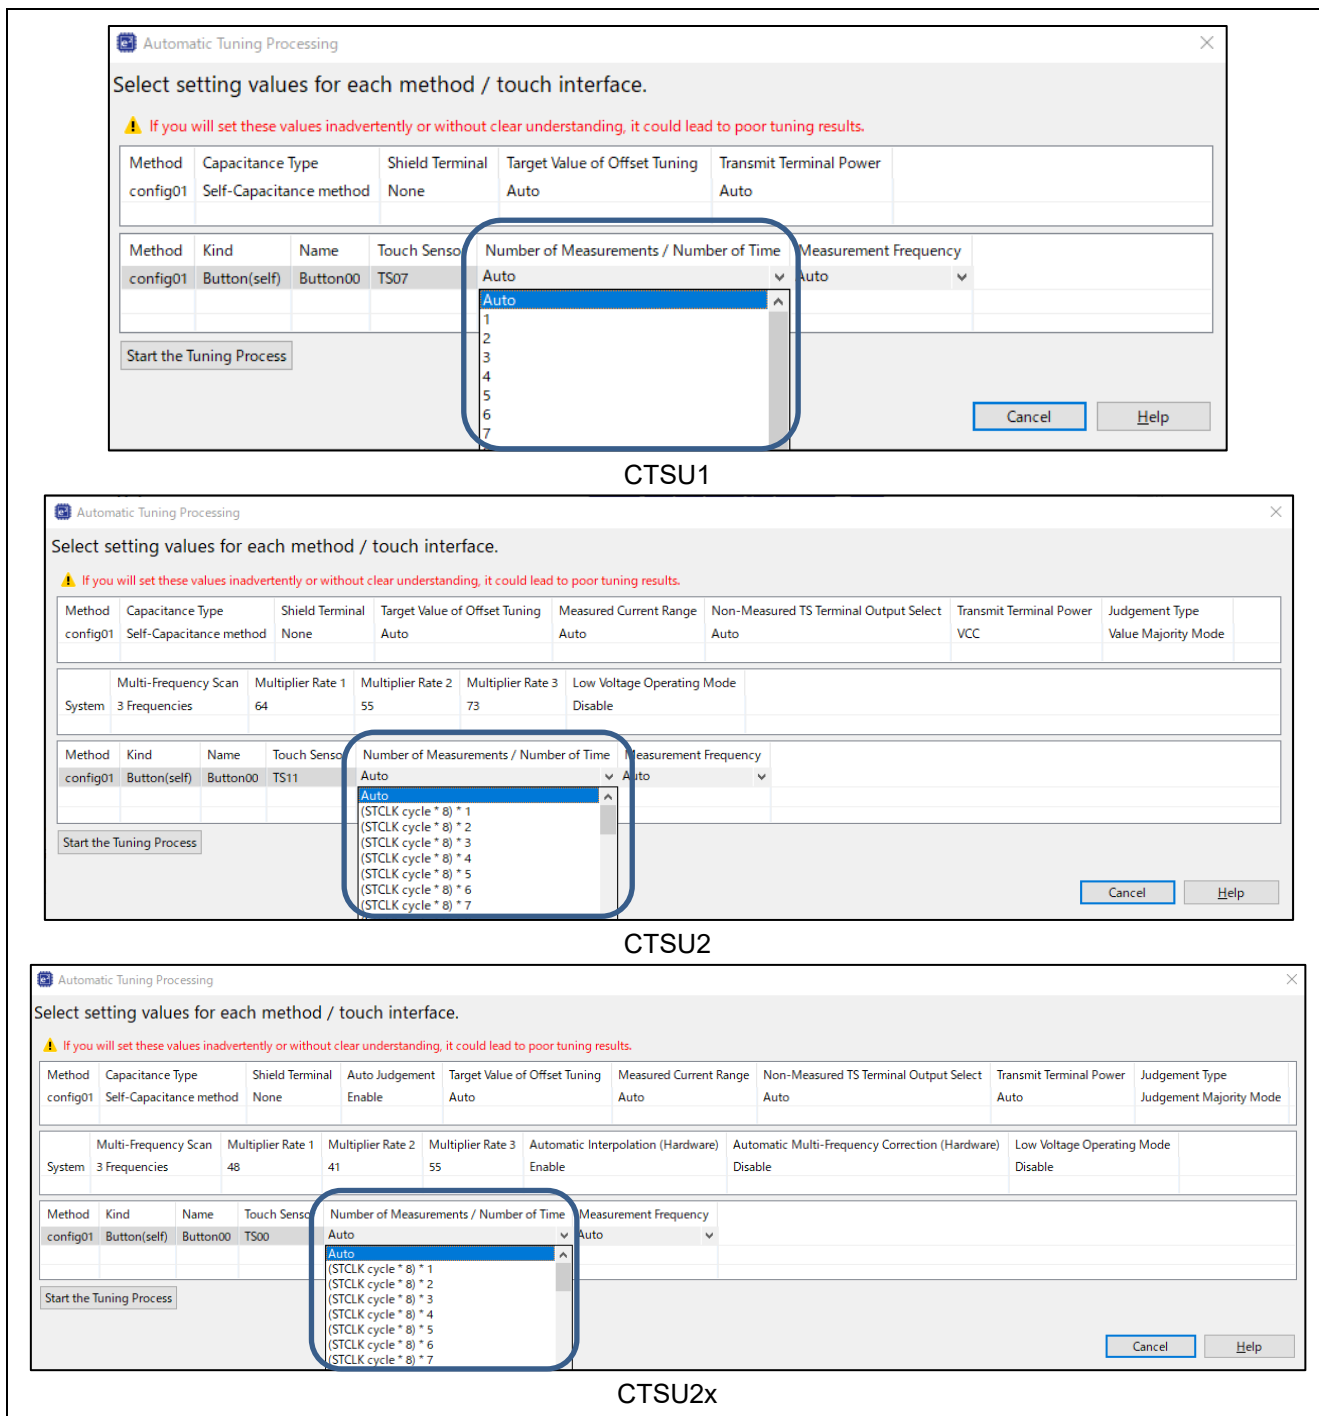 Automatic Tuning Processing
Select setting values for each method / touch interface.
If you will set these values inadvertently or without clear understanding, it could lead to poor tuning results.
Method Capacitance Type Shield Terminal Target Value of Offset Tuning Transmit Terminal Power
config01 Self-Capacitance method None Auto Auto
Method Kind Name Touch Senso Number of Measurements / Number of Time Measurement Frequency
config01 Button(self) Button00 TS07 Auto Auto
Auto
1
2
3
Start the Tuning Process
4
5
6
7
Cancel Help
CTSU1
Automatic Tuning Processing
Select setting values for each method / touch interface.
If you will set these values inadvertently or without clear understanding, it could lead to poor tuning results.
Method Capacitance Type Shield Terminal Target Value of Offset Tuning Measured Current Range Non-Measured TS Terminal Output Select Transmit Terminal Power Judgement Type
config01 Self-Capacitance method None Auto Auto Auto VCC Value Majority Mode
Multi-Frequency Scan Multiplier Rate 1 Multiplier Rate 2 Multiplier Rate 3 Low Voltage Operating Mode
System 3 Frequencies 64 55 73 Disable
Method Kind Name Touch Senso Number of Measurements / Number of Time Measurement Frequency
config01 Button(self) Button00 TS11 Auto Auto
Auto
(STCLK cycle * 8) * 1
(STCLK cycle * 8) * 2
(STCLK cycle * 8) * 3
Start the Tuning Process
(STCLK cycle * 8) * 4
(STCLK cycle * 8) * 5
(STCLK cycle * 8) * 6
(STCLK cycle * 8) * 7
Cancel Help
CTSU2
Automatic Tuning Processing
Select setting values for each method / touch interface.
If you will set these values inadvertently or without clear understanding, it could lead to poor tuning results.
Method Capacitance Type Shield Terminal Auto Judgement Target Value of Offset Tuning Measured Current Range Non-Measured TS Terminal Output Select Transmit Terminal Power Judgement Type
config01 Self-Capacitance method None Enable Auto Auto Auto Auto Judgement Majority Mode
Multi-Frequency Scan Multiplier Rate 1 Multiplier Rate 2 Multiplier Rate 3 Automatic Interpolation (Hardware) Automatic Multi-Frequency Correction (Hardware) Low Voltage Operating Mode
System 3 Frequencies 48 41 55 Enable Disable Disable
Method Kind Name Touch Senso Number of Measurements / Number of Time Measurement Frequency
config01 Button(self) Button00 TS00 Auto Auto
Auto
(STCLK cycle * 8) * 1
(STCLK cycle * 8) * 2
(STCLK cycle * 8) * 3
Start the Tuning Process
(STCLK cycle * 8) * 4
(STCLK cycle * 8) * 5
(STCLK cycle * 8) * 6
(STCLK cycle * 8) * 7
Cancel Help
CTSU2x